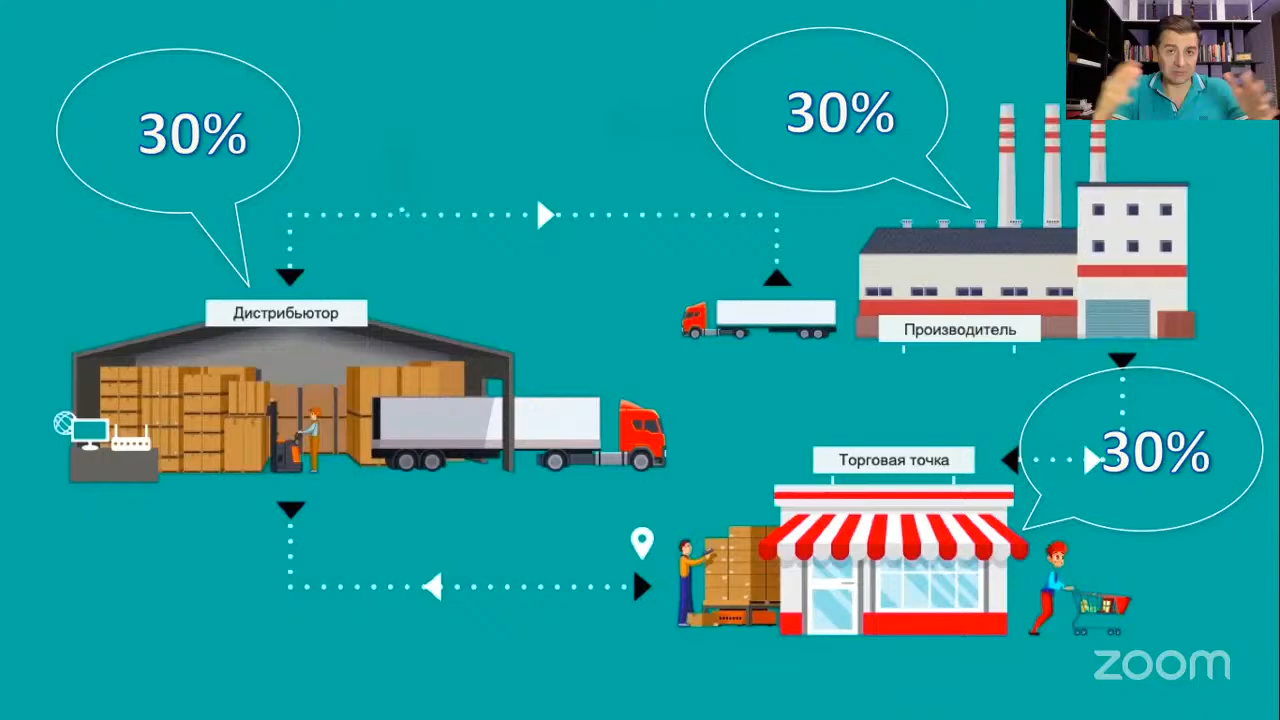 30%
30%
Дистрибьютор
Производитель
Торговая точка
30%
zoom